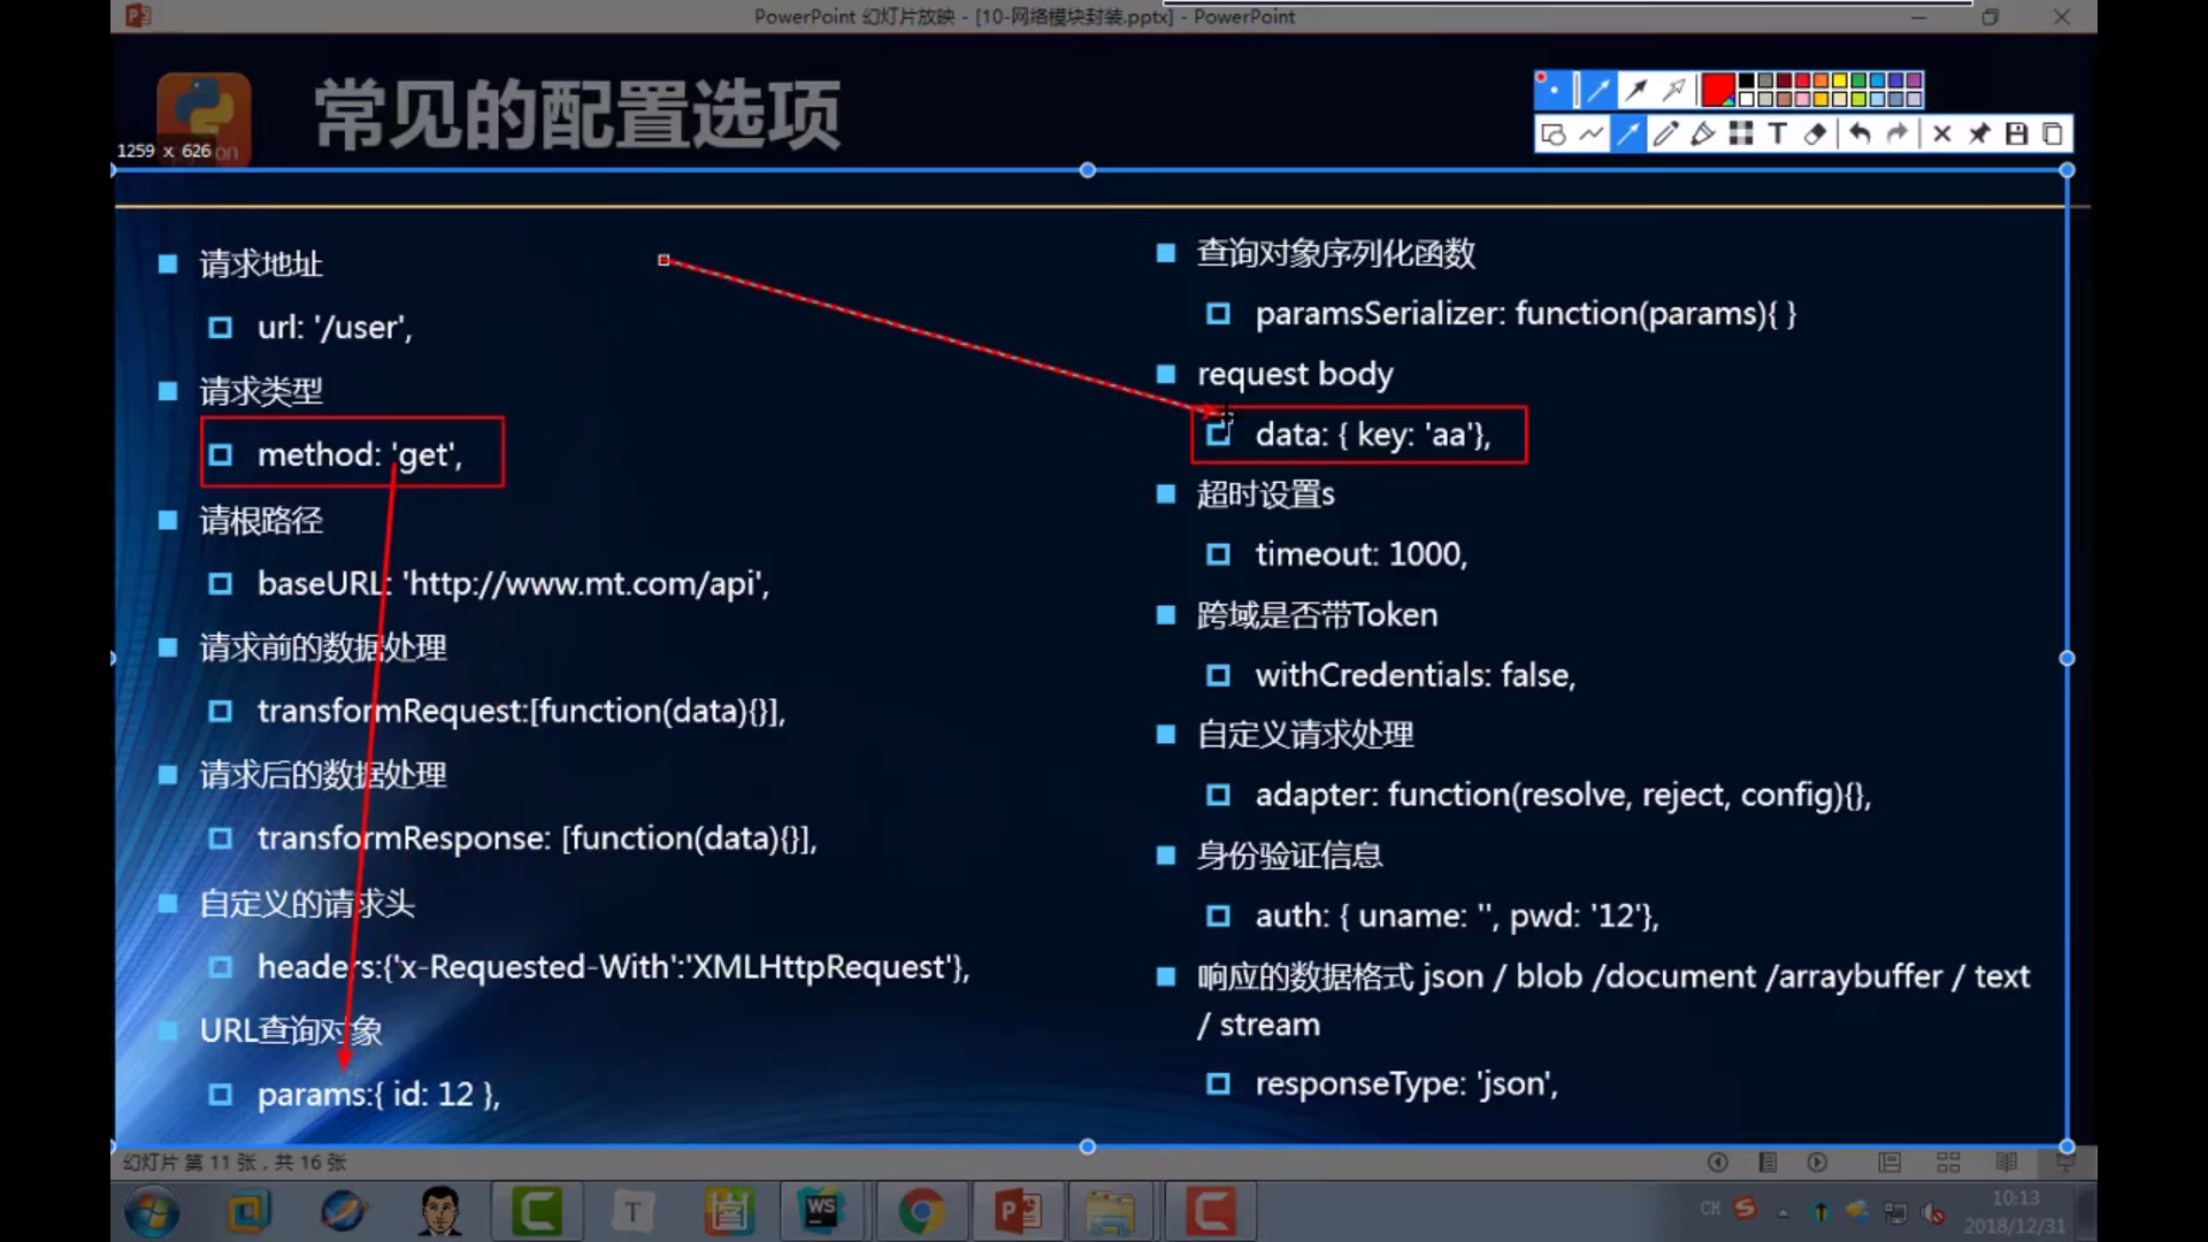 PowerPoint 幻灯片放映 - [10-网络模块封装.pptx] - PowerPoint
常见的配置选项
1259 x 626
on
请求地址
url: '/user',
请求类型
method: 'get',
请根路径
baseURL: 'http://www.mt.com/api',
请求前的数据处理
transformRequest:[function(data){}],
请求后的数据处理
transformResponse: [function(data){}],
自定义的请求头
headers:{'x-Requested-With':'XMLHttpRequest'},
URL查询对象
params:{ id: 12 },
查询对象序列化函数
paramsSerializer: function(params){ }
request body
data: { key: 'aa'},
超时设置s
timeout: 1000,
跨域是否带Token
withCredentials: false,
自定义请求处理
adapter: function(resolve, reject, config){},
身份验证信息
auth: { uname: '', pwd: '12'},
响应的数据格式 json / blob /document /arraybuffer / text
/ stream
responseType: 'json',
幻灯片 第 11 张，共 16 张
T
WS
CH
10:13
2018/12/31